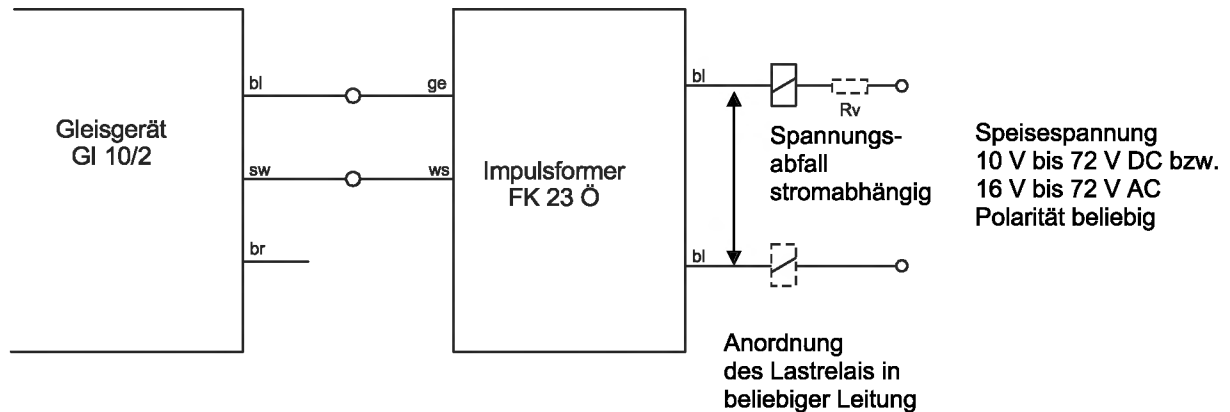 Gleisgerät
GI 10/2
bl
sw
br
ge
ws
Impulsformer
FK 23 Ö
bl
bl
Rv
Spannungs-
abfall
stromabhängig
Speisespannung
10 V bis 72 V DC bzw.
16 V bis 72 V AC
Polarität beliebig
Anordnung
des Lastrelais in
beliebiger Leitung